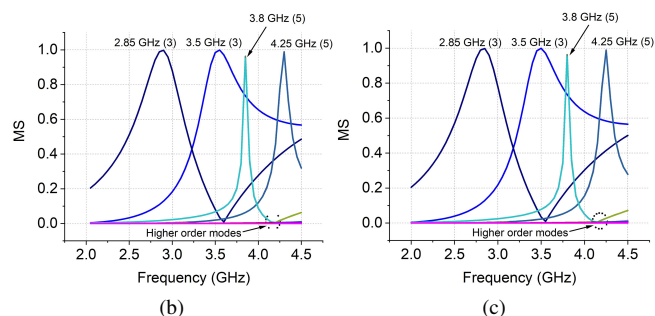 3.8 GHz (5)
2.85 GHz (3) 3.5 GHz (3) 4.25 GHz (5)
1.0
0.8
0.6
0.4
0.2
0.0
MS
Higher order modes
2.0 2.5 3.0 3.5 4.0 4.5
Frequency (GHz)
(b)
3.8 GHz (5)
2.85 GHz (3) 3.5 GHz (3) 4.25 GHz (5)
1.0
0.8
0.6
0.4
0.2
0.0
MS
Higher order modes
2.0 2.5 3.0 3.5 4.0 4.5
Frequency (GHz)
(c)